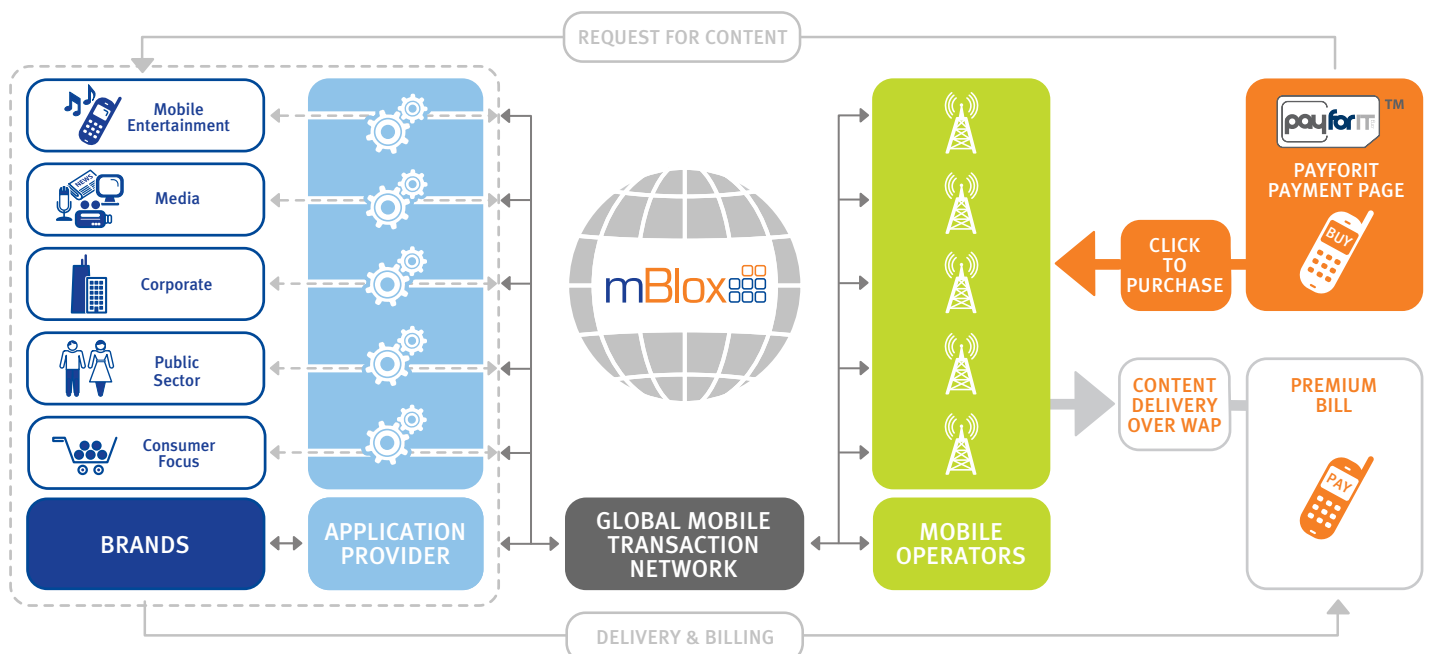 REQUEST FOR CONTENT
Mobile
Entertainment
NEWS
Media
Corporate
Public
Sector
Consumer
Focus
BRANDS
APPLICATION
PROVIDER
mBlox
GLOBAL MOBILE
TRANSACTION
NETWORK
MOBILE
OPERATORS
payforIT
TM
PAYFORIT
PAYMENT PAGE
BUY
CLICK
TO
PURCHASE
CONTENT
DELIVERY
OVER WAP
PREMIUM
BILL
PAY
DELIVERY & BILLING